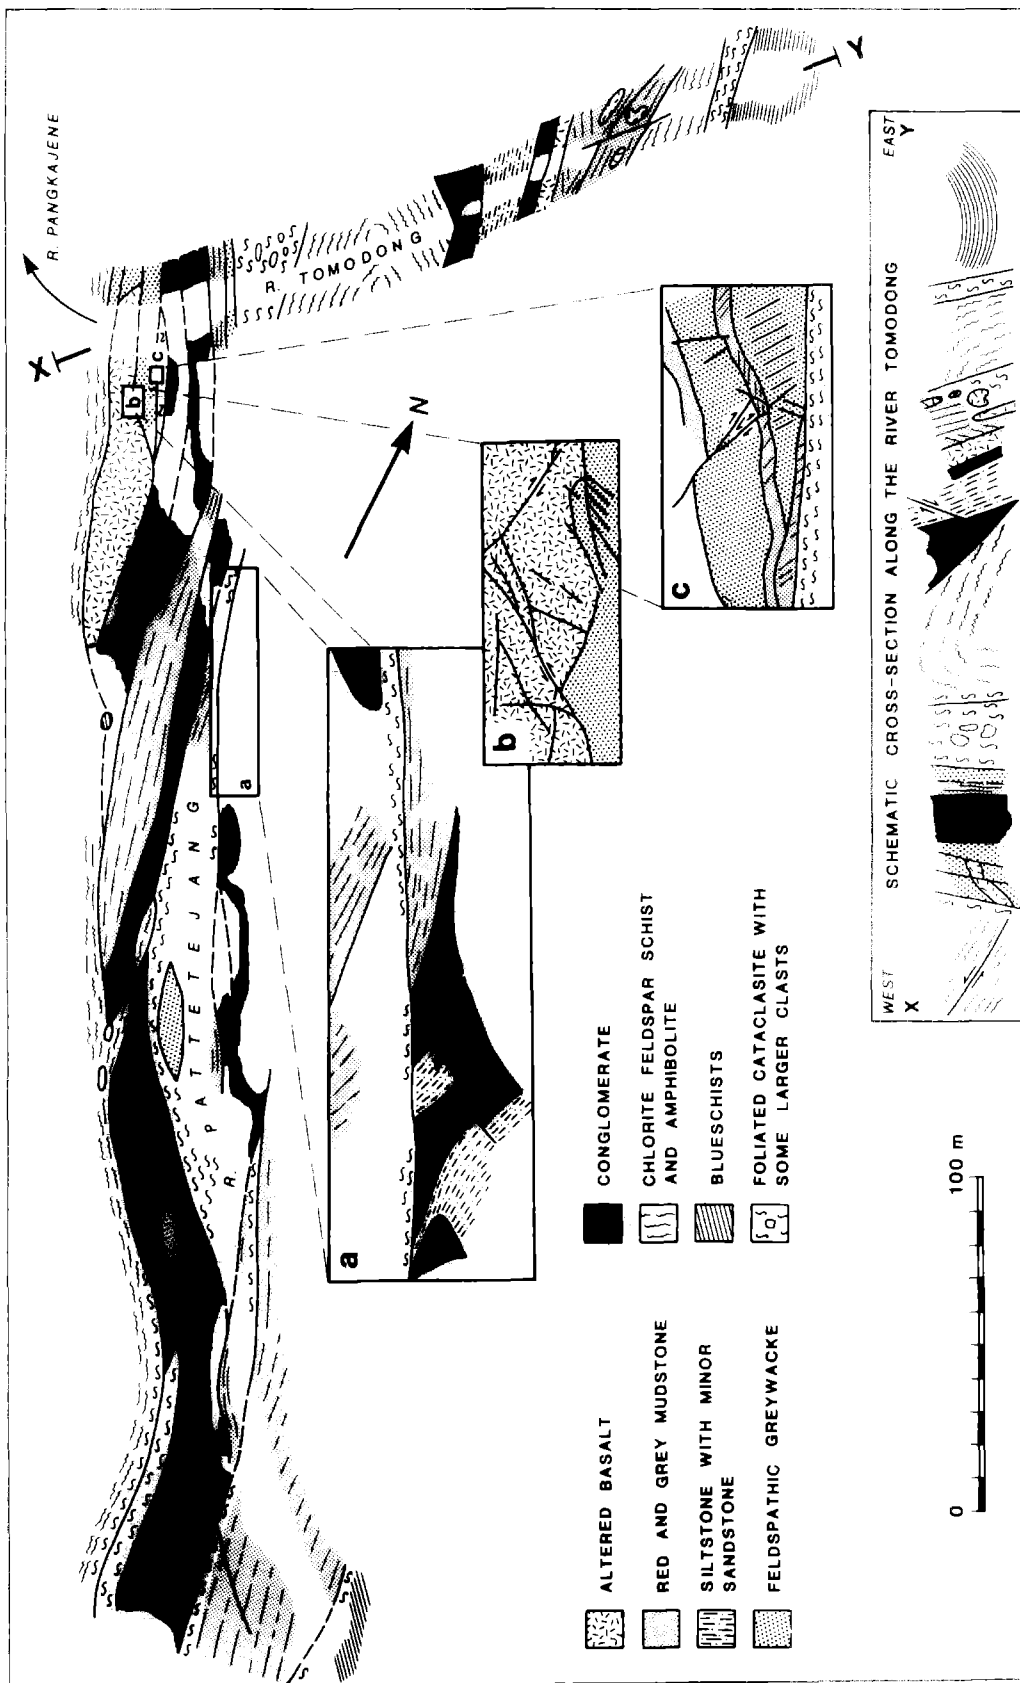 R. PANGKAJENE
X
Y
R. TOMODONG
b
C
N
a
R. PATTETEJANG
a
b
c
ALTERED BASALT
RED AND GREY MUDSTONE
SILTSTONE WITH MINOR
SANDSTONE
FELDSPATHIC GREYWACKE
CONGLOMERATE
CHLORITE FELDSPAR SCHIST
AND AMPHIBOLITE
BLUESCHISTS
FOLIATED CATACLASITE WITH
SOME LARGER CLASTS
0 100 m
SCHEMATIC CROSS-SECTION ALONG THE RIVER TOMODONG
WEST EAST
X Y